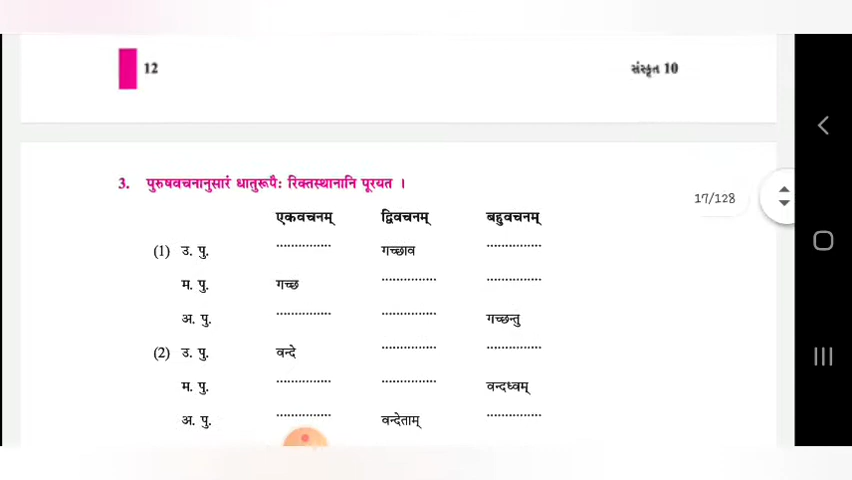 12 સંસ્કૃત 10
3. पुरुषवचनानुसारं धातुरूपैः रिक्तस्थानानि पूरयत ।
17/128
एकवचनम् द्विवचनम् बहुवचनम्
(1) उ. पु. ............... गच्छाव ...............
म. पु. गच्छ ............... ...............
अ. पु. ............... ............... गच्छन्तु
(2) उ. पु. वन्दे ............... ...............
म. पु. ............... ............... वन्दध्वम्
अ. पु. ............... वन्देताम् ...............